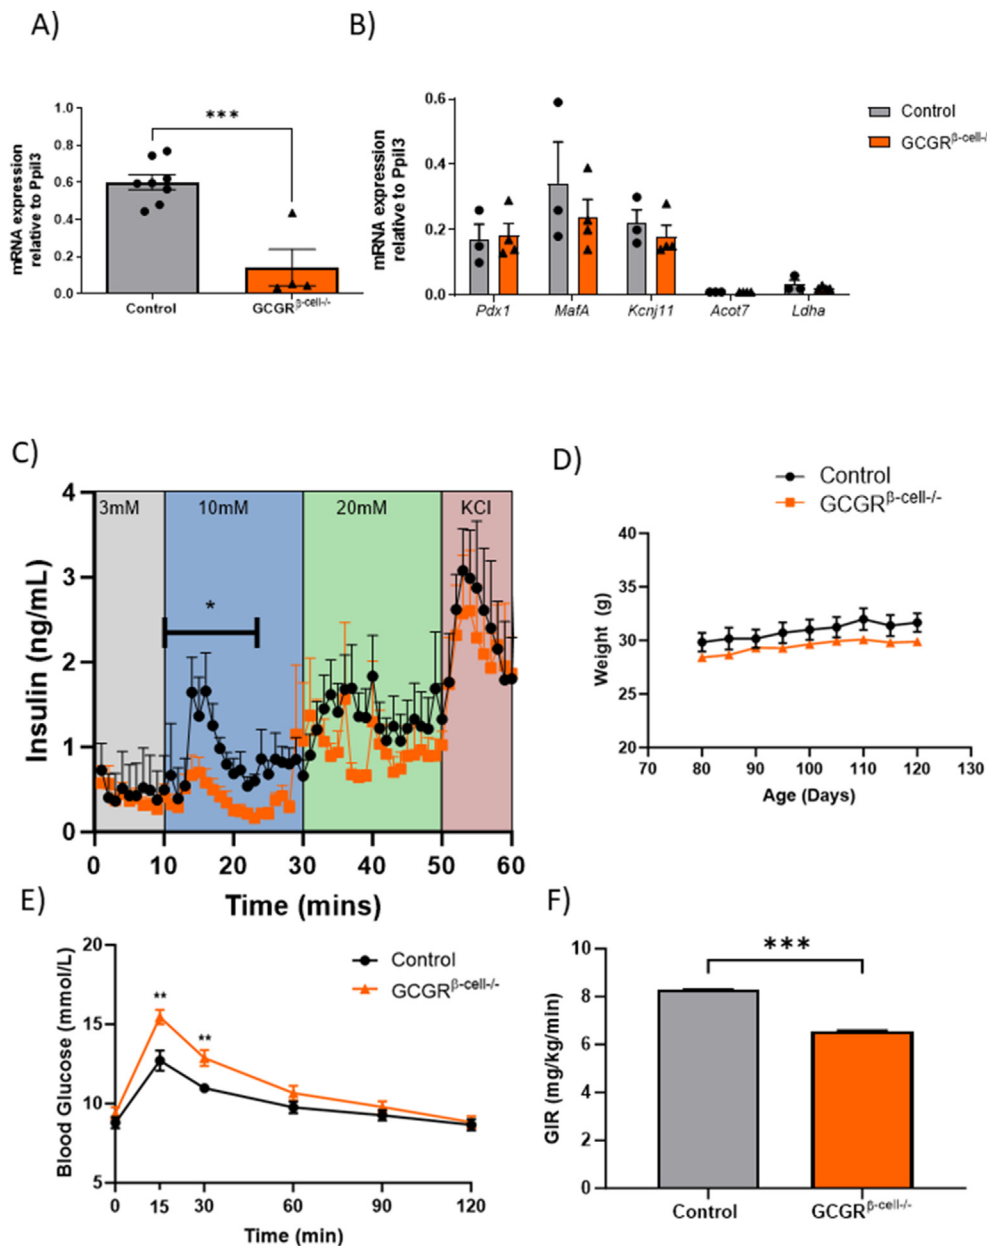 A)
B)
mRNA expression
relative to Ppil3
1.0
0.8
0.6
0.4
0.2
0.0
***
Control
GCGRβ-cell-/-
mRNA expression
relative to Ppil3
0.6
0.4
0.2
0.0
Pdx1
MafA
Kcnj11
Acot7
Ldha
Control
GCGRβ-cell-/
C)
Insulin (ng/mL)
4
3
2
1
0
3mM
10mM
20mM
KCl
*
0
10
20
30
40
50
60
Time (mins)
D)
Control
GCGRβ-cell-/-
Weight (g)
40
35
30
25
20
70
80
90
100
110
120
130
Age (Days)
E)
Blood Glucose (mmol/L)
20
15
10
5
**
**
Control
GCGRβ-cell-/-
0
15
30
60
90
120
Time (min)
F)
GIR (mg/kg/min)
10
8
6
4
2
0
***
Control
GCGRβ-cell-/-